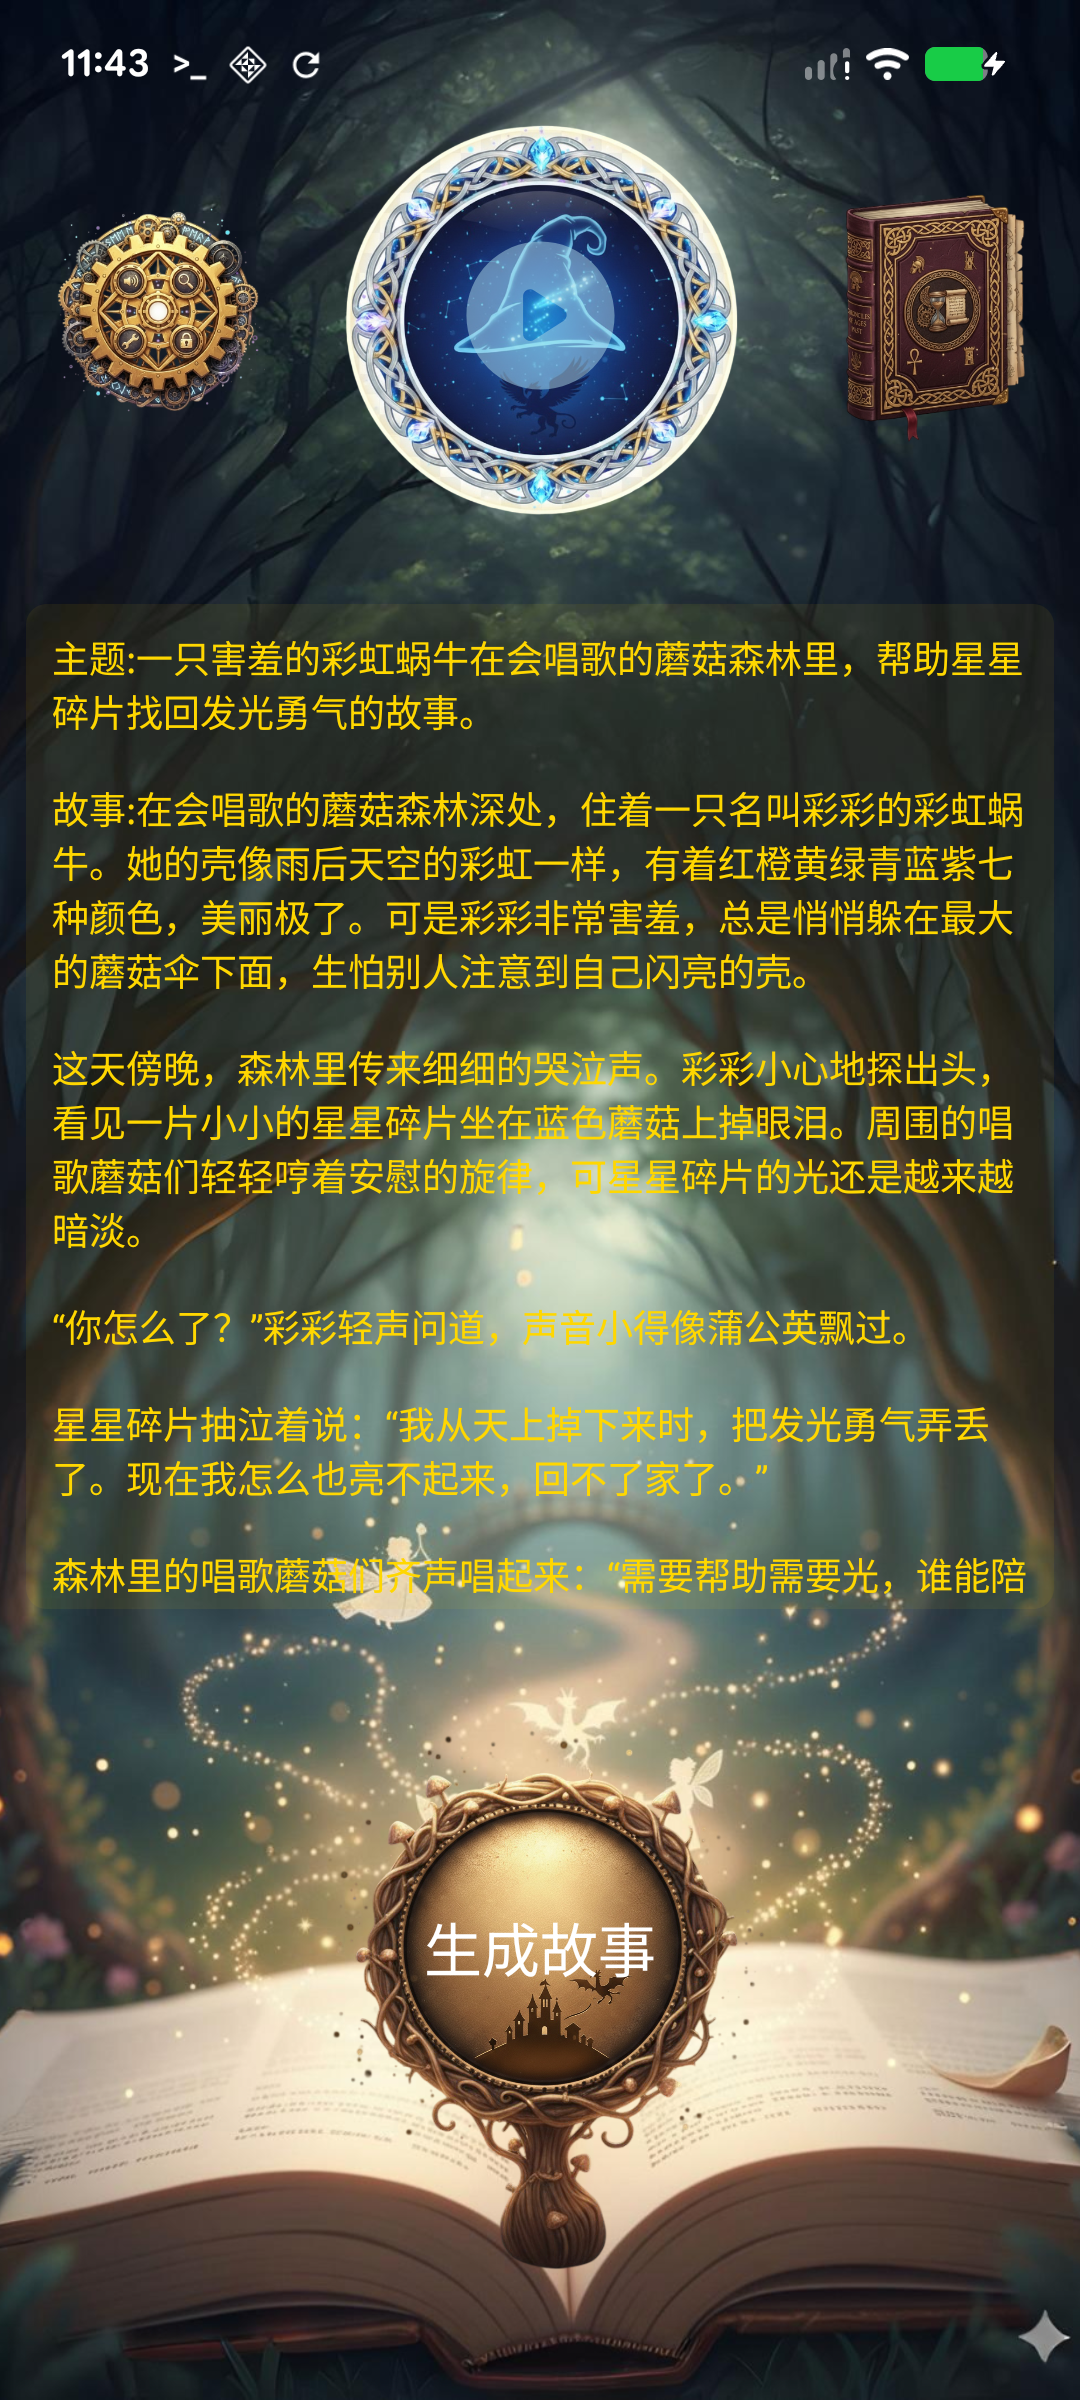 11:43
主题:一只害羞的彩虹蜗牛在会唱歌的蘑菇森林里，帮助星星
碎片找回发光勇气的故事。
故事:在会唱歌的蘑菇森林深处，住着一只名叫彩彩的彩虹蜗
牛。她的壳像雨后天空的彩虹一样，有着红橙黄绿青蓝紫七
种颜色，美丽极了。可是彩彩非常害羞，总是悄悄躲在最大
的蘑菇伞下面，生怕别人注意到自己闪亮的壳。
这天傍晚，森林里传来细细的哭泣声。彩彩小心地探出头，
看见一片小小的星星碎片坐在蓝色蘑菇上掉眼泪。周围的唱
歌蘑菇们轻轻哼着安慰的旋律，可星星碎片的光还是越来越
暗淡。
“你怎么了？”彩彩轻声问道，声音小得像蒲公英飘过。
星星碎片抽泣着说：“我从天上掉下来时，把发光勇气弄丢
了。现在我怎么也亮不起来，回不了家了。”
森林里的唱歌蘑菇们齐声唱起来：“需要帮助需要光，谁能陪
生成故事